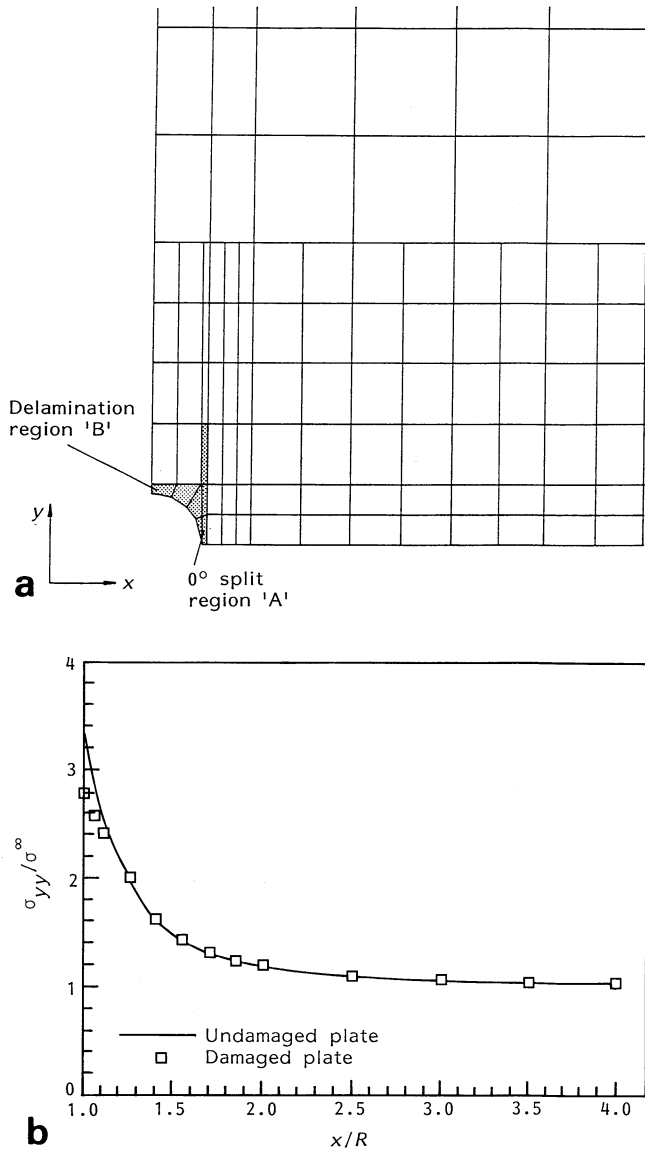 Delamination
region 'B'
y
x
0° split
region 'A'
a
4
3
2
1
0
σyy/σ∞
Undamaged plate
Damaged plate
1.0 1.5 2.0 2.5 3.0 3.5 4.0
x/R
b